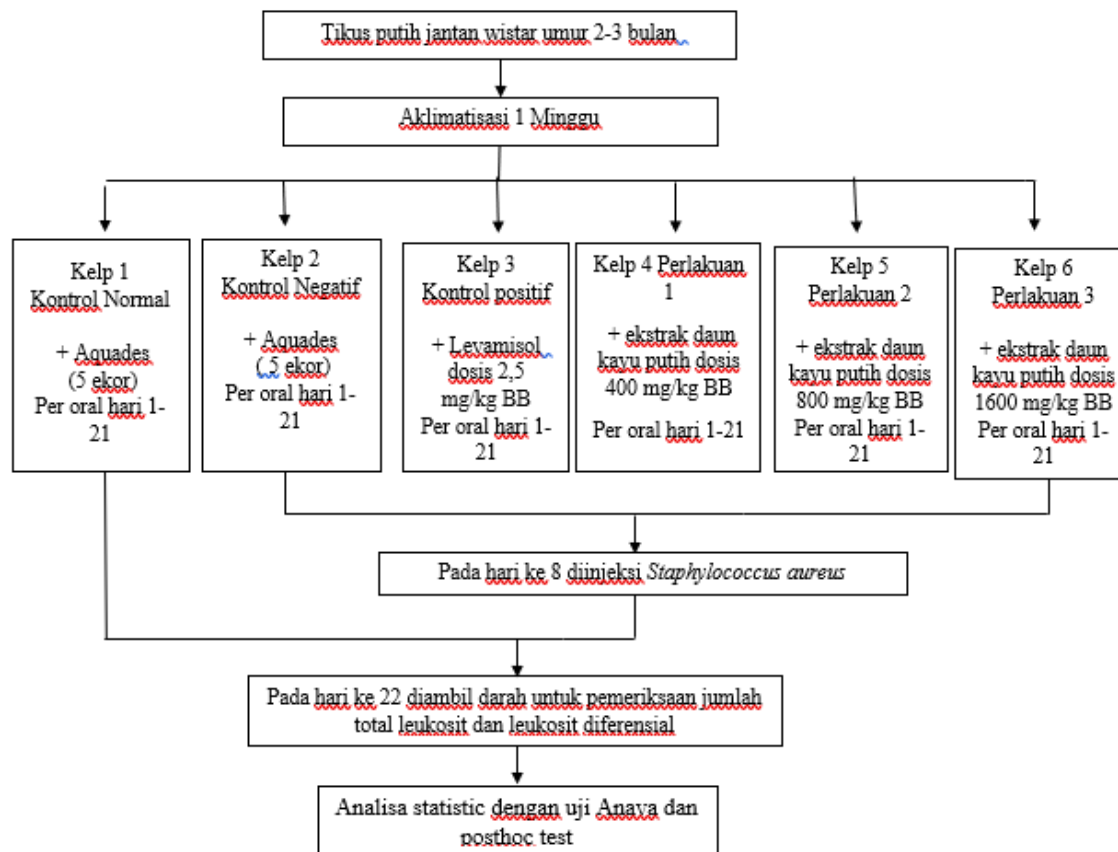 Tikus putih jantan wistar umur 2-3 bulan
Aklimatisasi 1 Minggu
Kelp 1
Kontrol Normal
+ Aquades
(5 ekor)
Per oral hari 1-
21
Kelp 2
Kontrol Negatif
+ Aquades
( 5 ekor)
Per oral hari 1-
21
Kelp 3
Kontrol positif
+ Levamisol
dosis 2,5
mg/kg BB
Per oral hari 1-
21
Kelp 4 Perlakuan
1
+ ekstrak daun
kayu putih dosis
400 mg/kg BB
Per oral hari 1-21
Kelp 5
Perlakuan 2
+ ekstrak daun
kayu putih dosis
800 mg/kg BB
Per oral hari 1-
21
Kelp 6
Perlakuan 3
+ ekstrak daun
kayu putih dosis
1600 mg/kg BB
Per oral hari 1-
21
Pada hari ke 8 diinjeksi Staphylococcus aureus
Pada hari ke 22 diambil darah untuk pemeriksaan jumlah
total leukosit dan leukosit diferensial
Analisa statistic dengan uji Anava dan
posthoc test